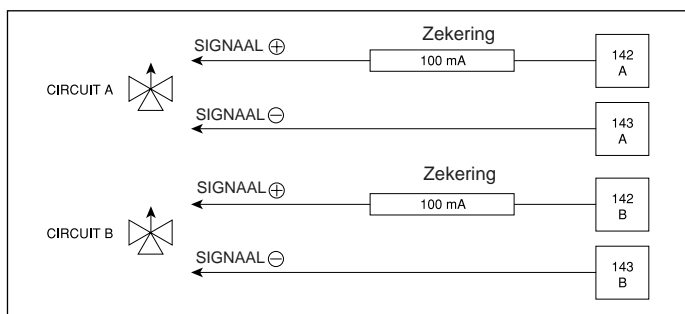 Zekering
SIGNAAL ⊕
100 mA
142
A
CIRCUIT A
SIGNAAL ⊖
143
A
Zekering
SIGNAAL ⊕
100 mA
142
B
CIRCUIT B
SIGNAAL ⊖
143
B